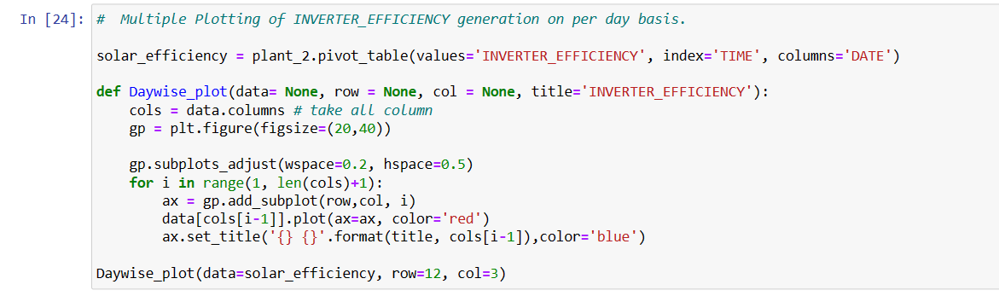 In [24]: #  Multiple Plotting of INVERTER_EFFICIENCY generation on per day basis.
solar_efficiency = plant_2.pivot_table(values='INVERTER_EFFICIENCY', index='TIME', columns='DATE')
def Daywise_plot(data= None, row = None, col = None, title='INVERTER_EFFICIENCY'):
    cols = data.columns # take all column
    gp = plt.figure(figsize=(20,40))
    gp.subplots_adjust(wspace=0.2, hspace=0.5)
    for i in range(1, len(cols)+1):
        ax = gp.add_subplot(row,col, i)
        data[cols[i-1]].plot(ax=ax, color='red')
        ax.set_title('{} {}'.format(title, cols[i-1]),color='blue')
Daywise_plot(data=solar_efficiency, row=12, col=3)